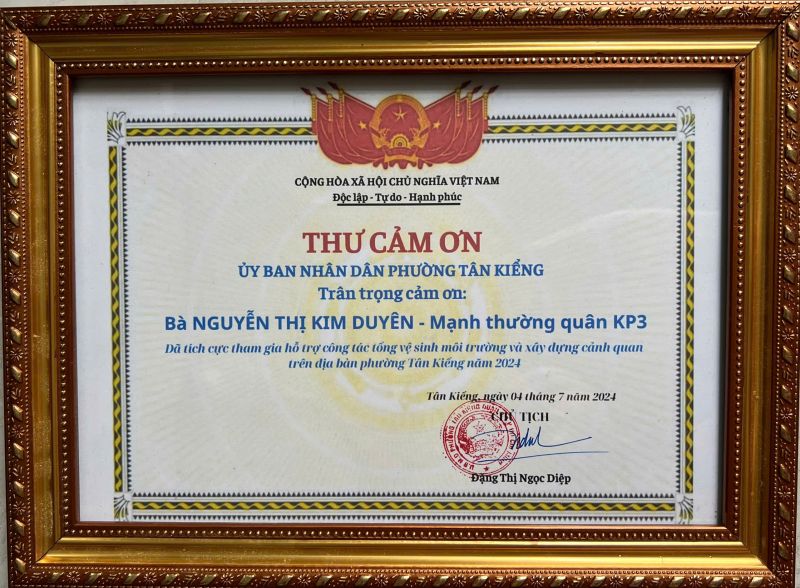 CỘNG HÒA XÃ HỘI CHỦ NGHĨA VIỆT NAM
Độc lập - Tự do - Hạnh phúc
THƯ CẢM ƠN
ỦY BAN NHÂN DÂN PHƯỜNG TÂN KIỂNG
Trân trọng cảm ơn:
Bà NGUYỄN THỊ KIM DUYÊN - Mạnh thường quân KP3
Đã tích cực tham gia hỗ trợ công tác tổng vệ sinh môi trường và xây dựng cảnh quan
trên địa bàn phường Tân Kiểng năm 2024
Tân Kiểng, ngày 04 tháng 7 năm 2024
CHỦ TỊCH
Đặng Thị Ngọc Diệp